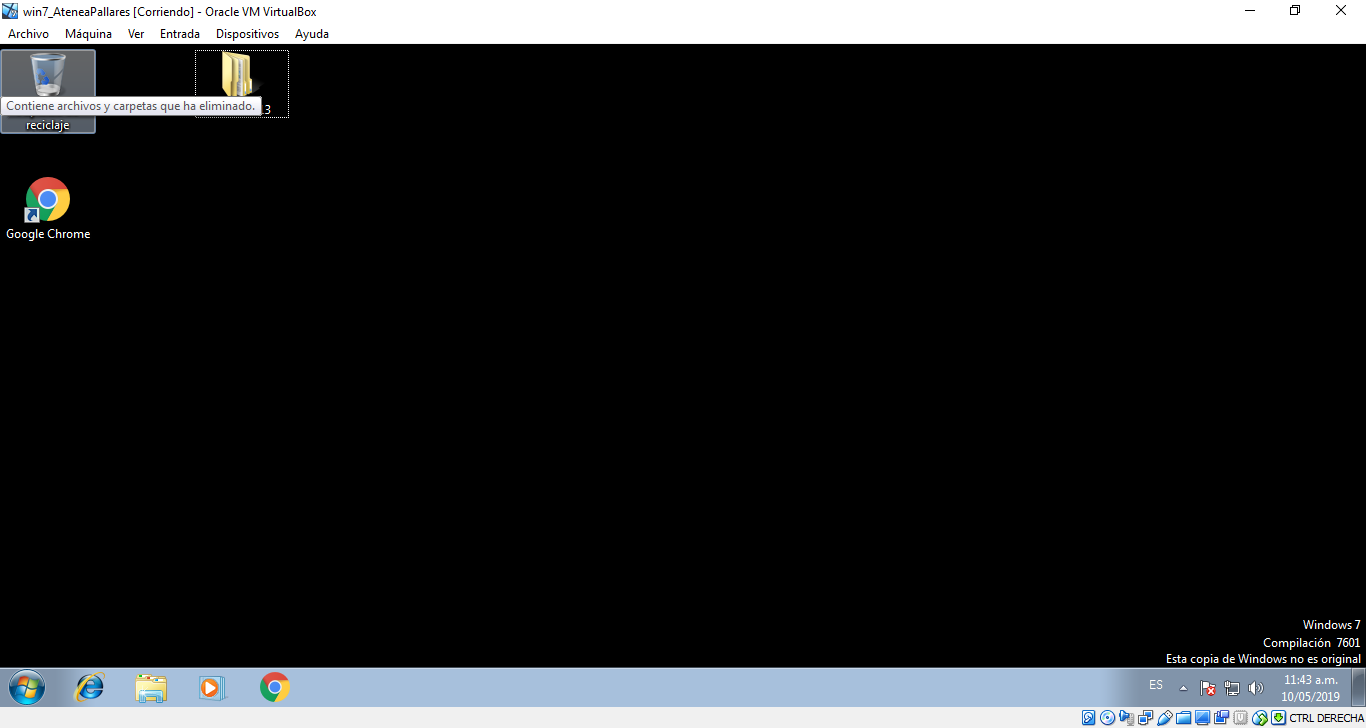 win7_AteneaPallares [Corriendo] - Oracle VM VirtualBox
Archivo Máquina Ver Entrada Dispositivos Ayuda
Contiene archivos y carpetas que ha eliminado.
3
reciclaje
Google Chrome
Windows 7
Compilación 7601
Esta copia de Windows no es original
ES
11:43 a.m.
10/05/2019
CTRL DERECHA